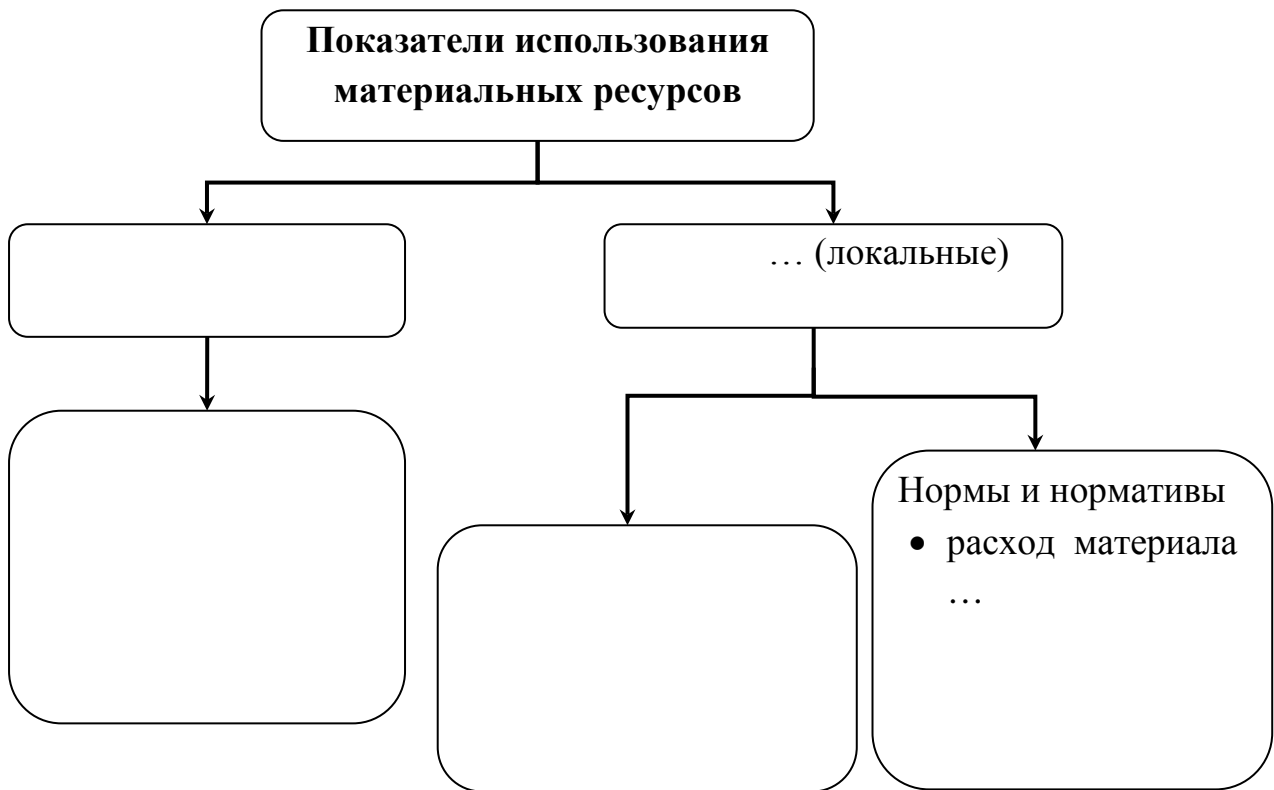 Показатели использования
материальных ресурсов
… (локальные)
Нормы и нормативы
• расход материала
…